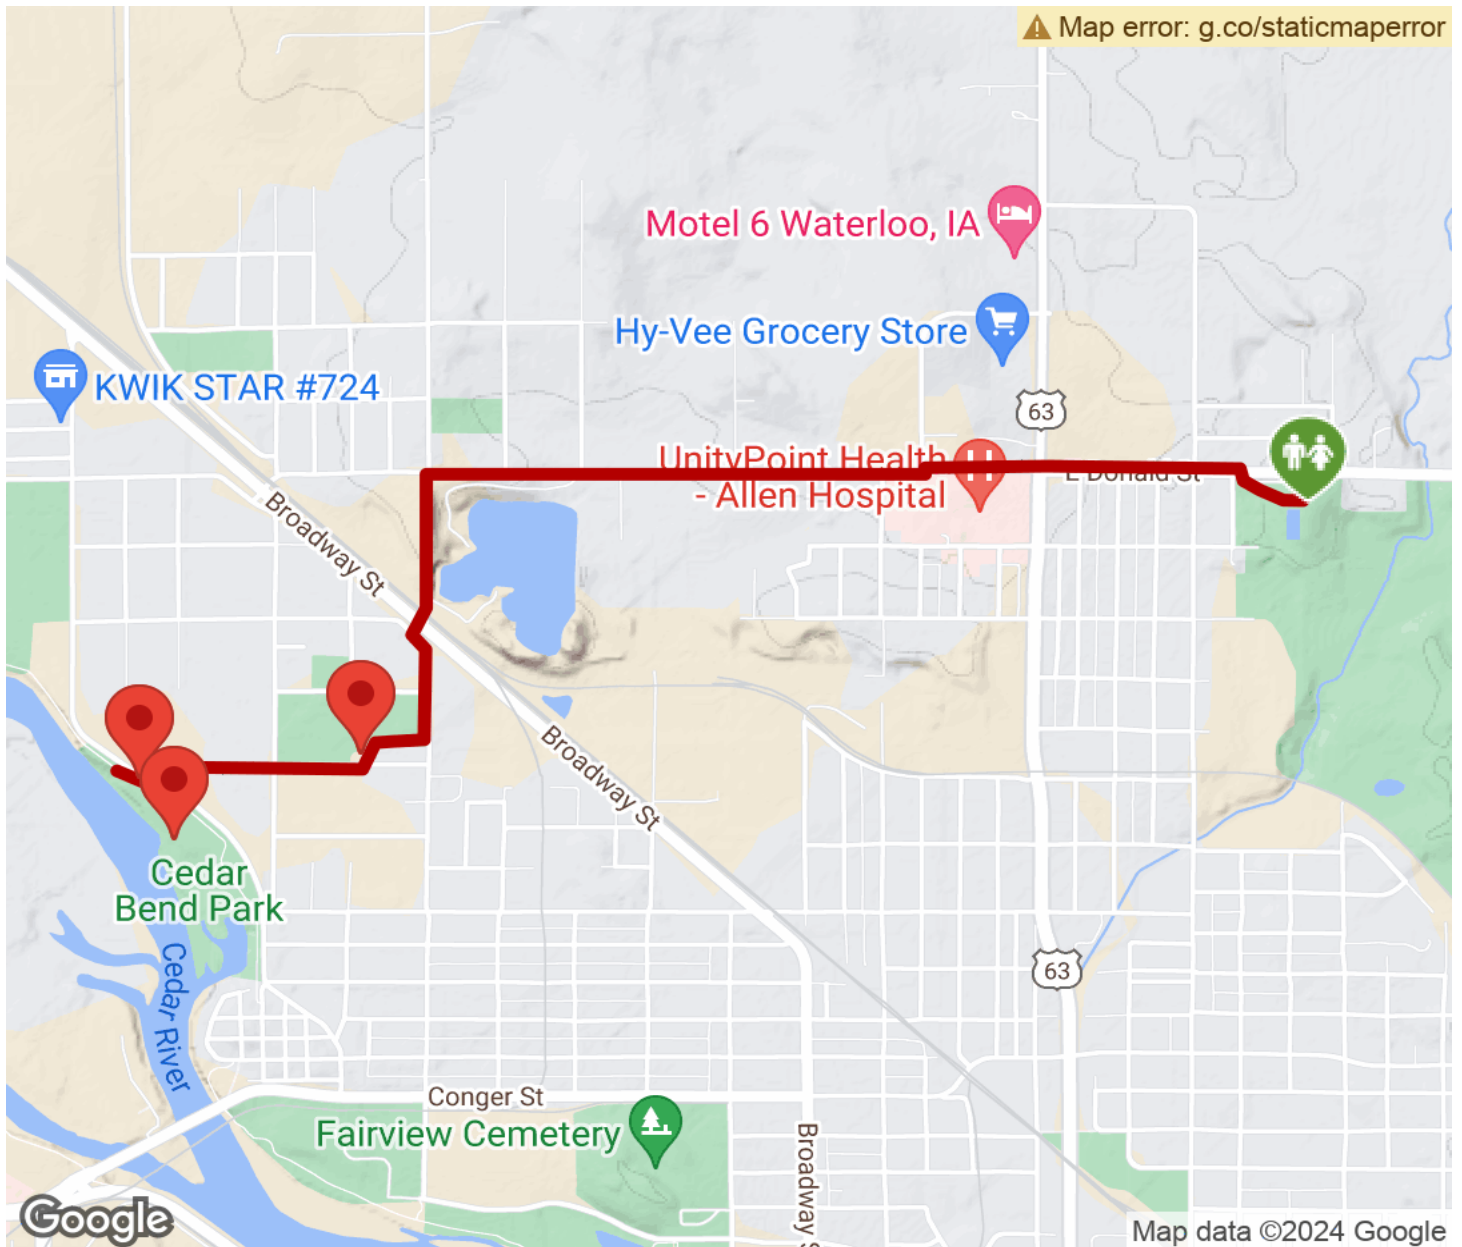 Map error: g.co/staticmaperror
Motel 6 Waterloo, IA
Hy-Vee Grocery Store
KWIK STAR #724
63
UnityPoint Health
- Allen Hospital
E Donald St
Broadway St
Broadway St
Cedar
Bend Park
Cedar River
63
Conger St
Fairview Cemetery
Broadway S
Google
Map data ©2024 Google